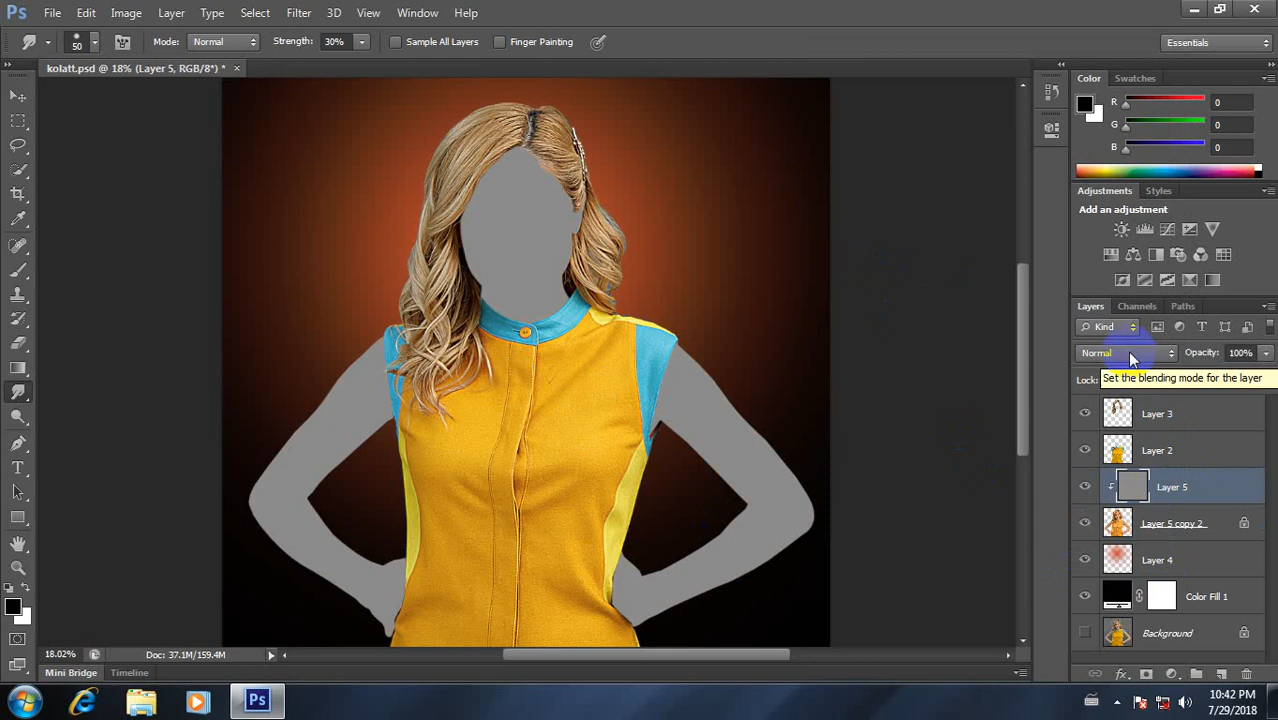 Ps File Edit Image Layer Type Select Filter 3D View Window Help
50 Mode: Normal Strength: 30% Sample All Layers Finger Painting Essentials
kolatt.psd @ 18% (Layer 5, RGB/8*) * ×
Color Swatches
R 0
G 0
B 0
Adjustments Styles
Add an adjustment
Layers Channels Paths
Kind
Normal Opacity: 100%
Lock: Set the blending mode for the layer
Layer 3
Layer 2
Layer 5
Layer 5 copy 2
Layer 4
Color Fill 1
Background
18.02% Doc: 37.1M/159.4M
Mini Bridge Timeline
Ps 10:42 PM
7/29/2018